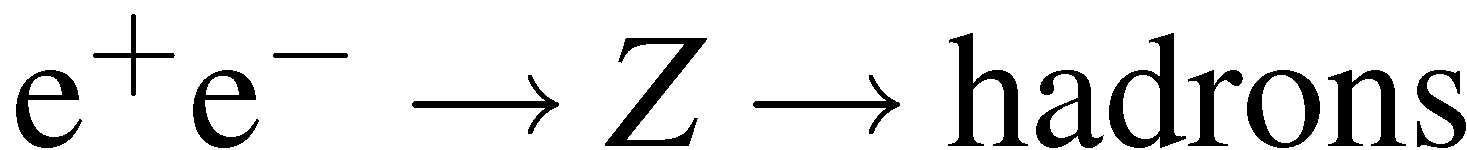 e⁺e⁻ → Z → hadrons